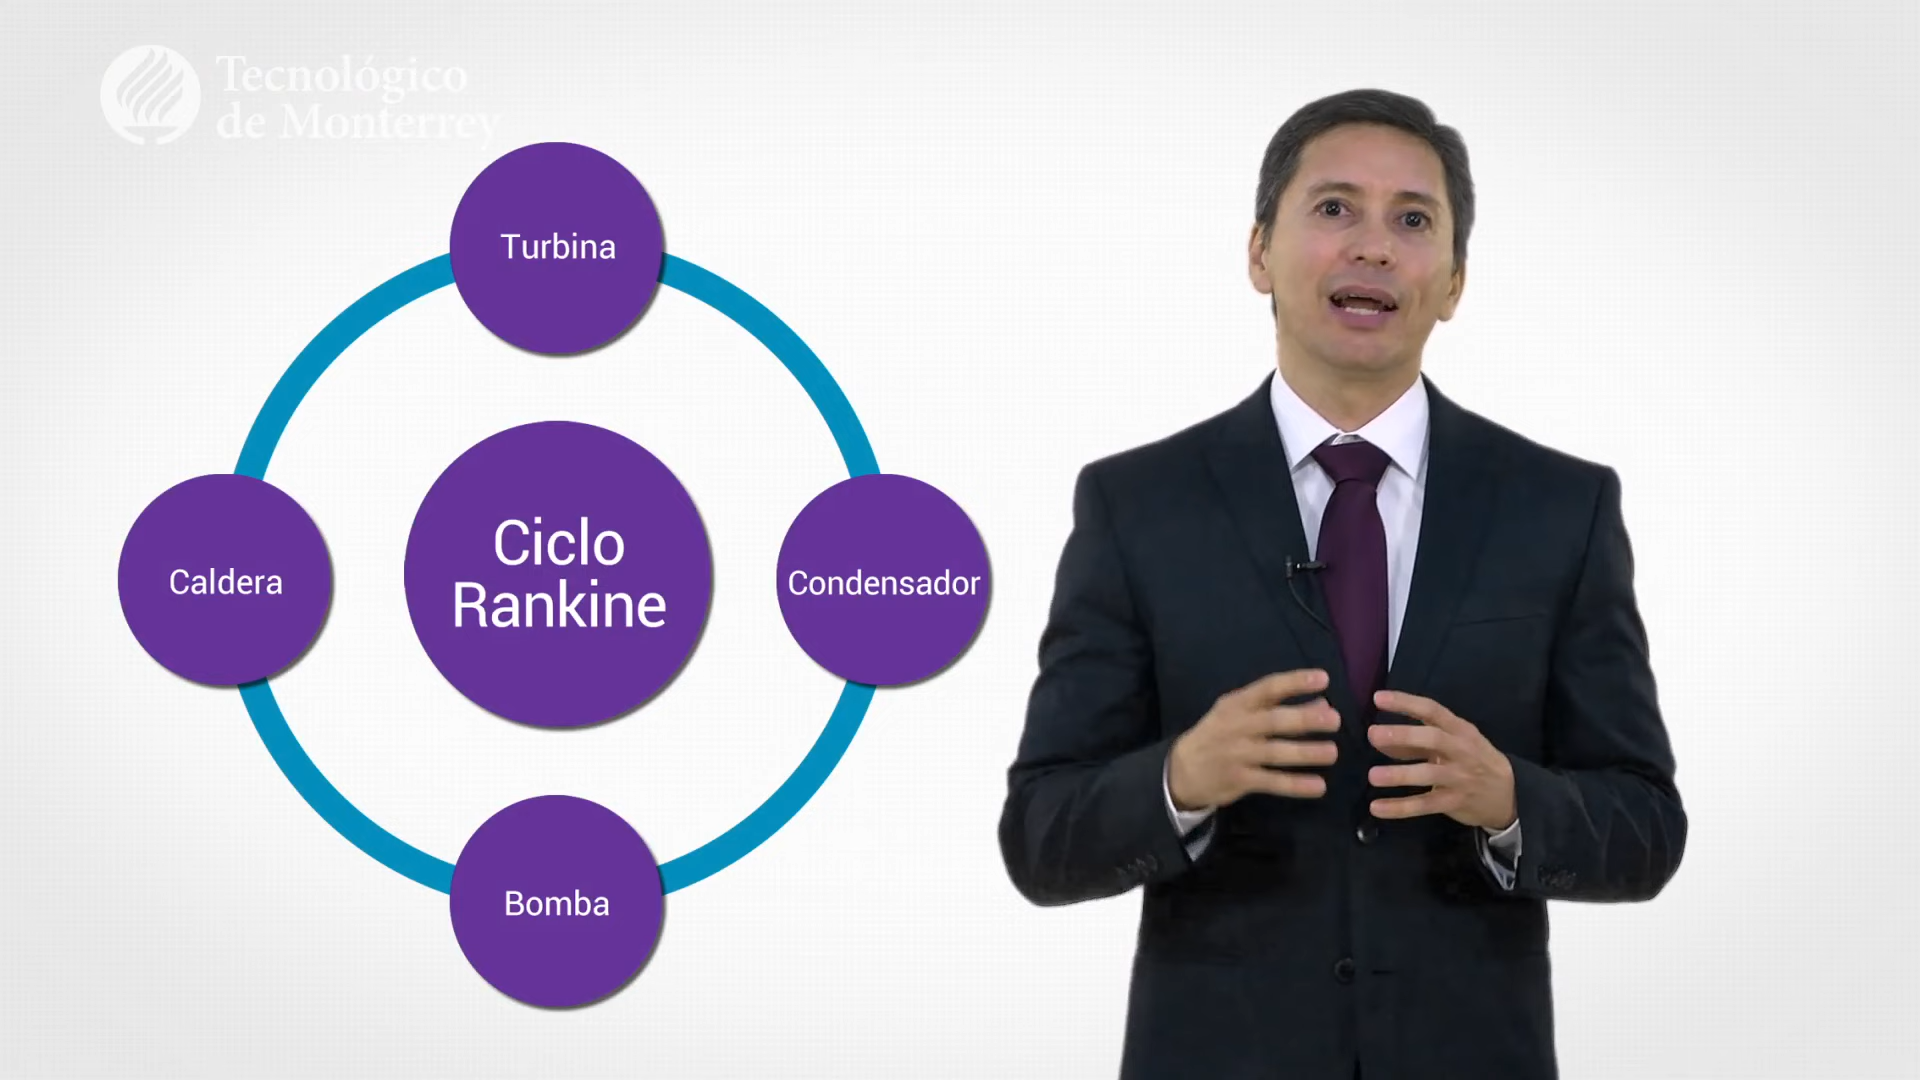 Tecnológico
de Monterrey
Turbina
Caldera
Ciclo
Rankine
Condensador
Bomba